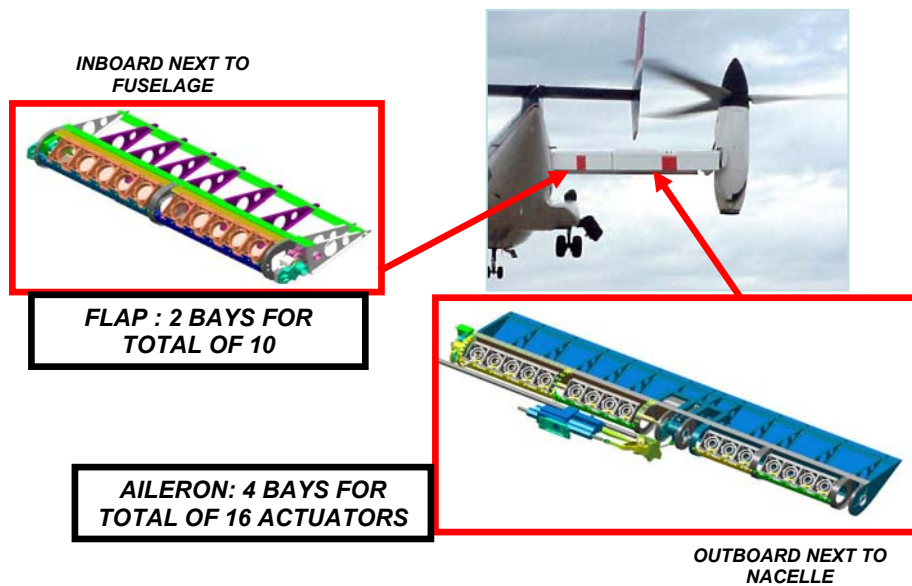 INBOARD NEXT TO
FUSELAGE
FLAP : 2 BAYS FOR
TOTAL OF 10
AILERON: 4 BAYS FOR
TOTAL OF 16 ACTUATORS
OUTBOARD NEXT TO
NACELLE